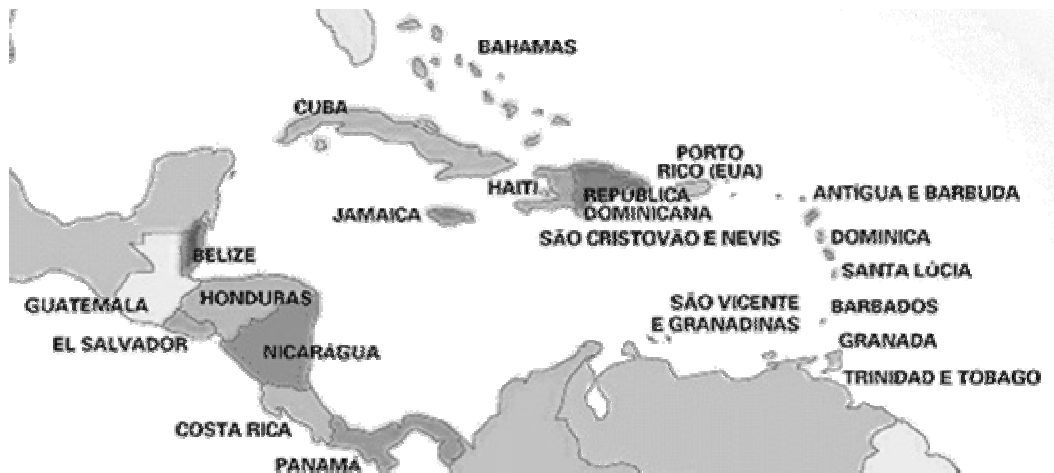 BAHAMAS
CUBA
PORTO
RICO (EUA)
HAITI
REPÚBLICA
DOMINICANA
ANTÍGUA E BARBUDA
JAMAICA
SÃO CRISTOVÃO E NEVIS
DOMINICA
BELIZE
SANTA LÚCIA
GUATEMALA
HONDURAS
SÃO VICENTE
E GRANADINAS
BARBADOS
EL SALVADOR
NICARÁGUA
GRANADA
TRINIDAD E TOBAGO
COSTA RICA
PANAMÁ